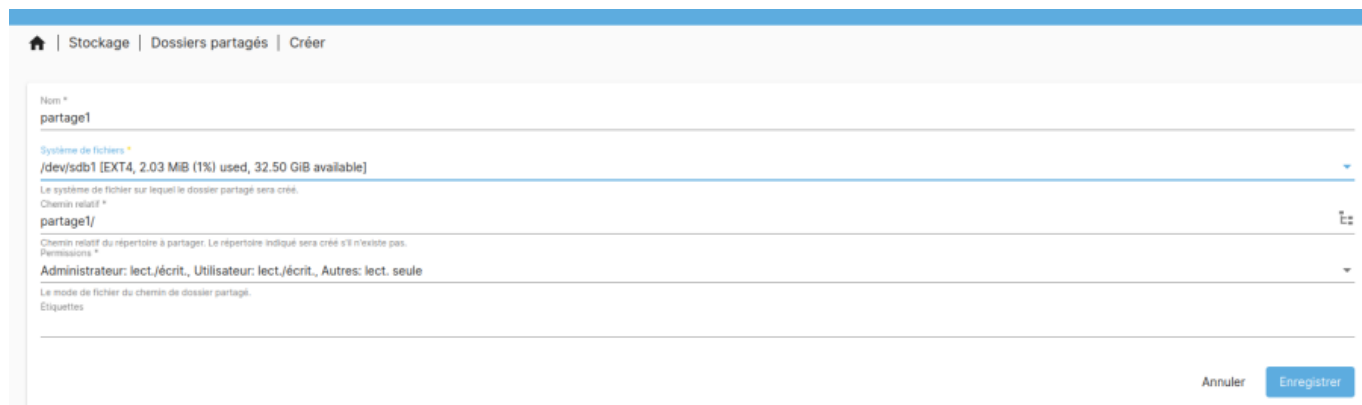 | Stockage | Dossiers partagés | Créer
Nom *
partage1
Système de fichiers *
/dev/sdb1 [EXT4, 2.03 MiB (1%) used, 32.50 GiB available]
Le système de fichier sur lequel le dossier partagé sera créé.
Chemin relatif *
partage1/
Chemin relatif du répertoire à partager. Le répertoire indiqué sera créé s'il n'existe pas.
Permissions *
Administrateur: lect./écrit., Utilisateur: lect./écrit., Autres: lect. seule
Le mode de fichier du chemin de dossier partagé.
Étiquettes
Annuler Enregistrer